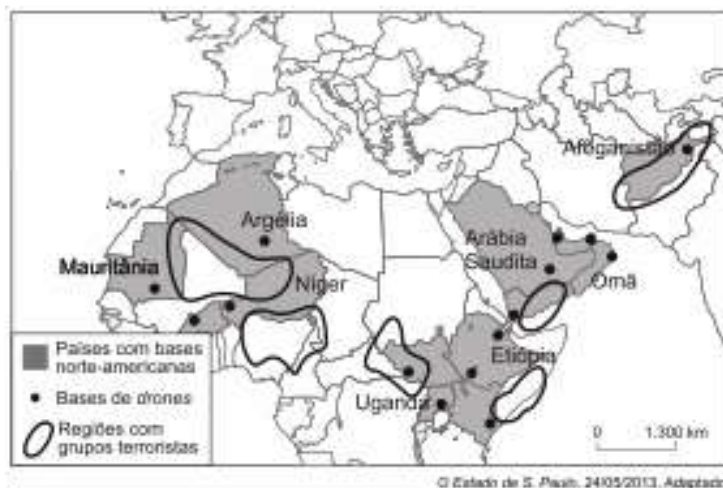 Afeganistão
Argélia
Arábia
Saudita
Mauritânia
Níger
Omã
Etiópia
Uganda
Países com bases
norte-americanas
Bases de drones
Regiões com
grupos terroristas
0 1.300 km
O Estado de S. Paulo, 24/05/2013. Adaptado